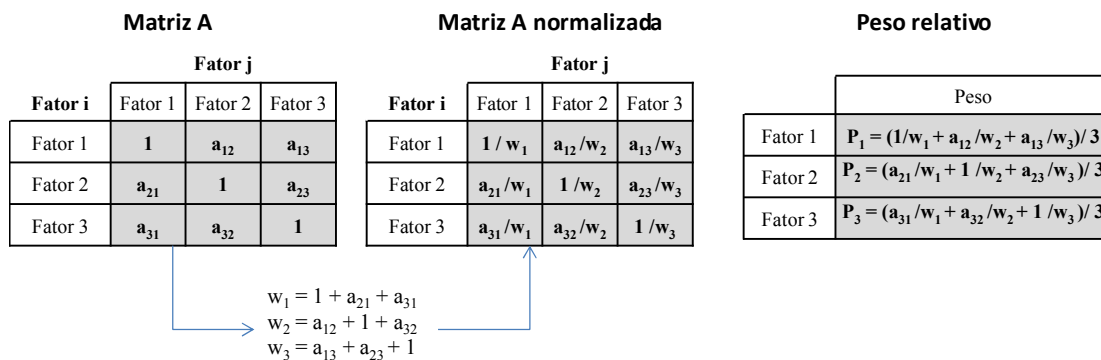 Matriz A
Matriz A normalizada
Peso relativo
Fator j
Fator i Fator 1 Fator 2 Fator 3
Fator 1 1 a12 a13
Fator 2 a21 1 a23
Fator 3 a31 a32 1
Fator j
Fator i Fator 1 Fator 2 Fator 3
Fator 1 1 / w1 a12 /w2 a13 /w3
Fator 2 a21 /w1 1 /w2 a23 /w3
Fator 3 a31 /w1 a32 /w2 1 /w3
Peso
Fator 1 P1 = (1/w1 + a12 /w2 + a13 /w3)/ 3
Fator 2 P2 = (a21 /w1 + 1 /w2 + a23 /w3)/ 3
Fator 3 P3 = (a31 /w1 + a32 /w2 + 1 /w3)/ 3
w1 = 1 + a21 + a31
w2 = a12 + 1 + a32
w3 = a13 + a23 + 1